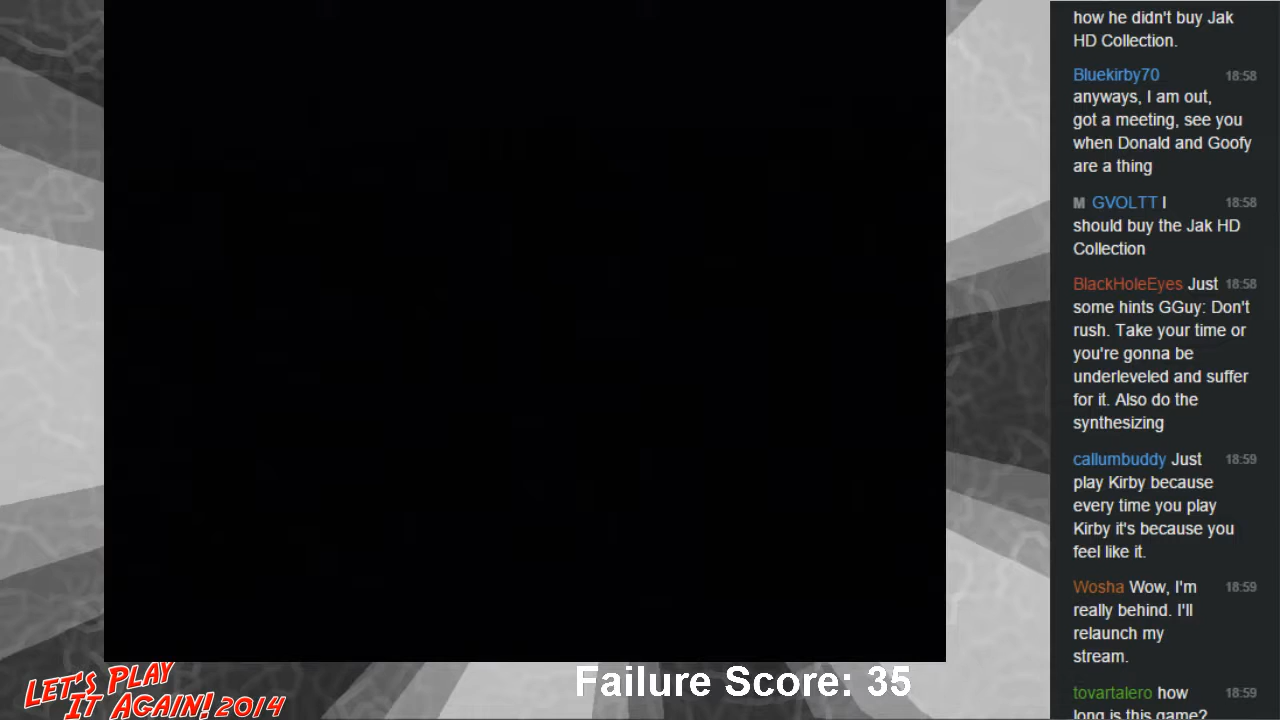 how he didn't buy Jak
HD Collection.
Bluekirby70 18:58
anyways, I am out,
got a meeting, see you
when Donald and Goofy
are a thing
M GVOLTT I 18:58
should buy the Jak HD
Collection
BlackHoleEyes Just 18:58
some hints GGuy: Don't
rush. Take your time or
you're gonna be
underleveled and suffer
for it. Also do the
synthesizing
callumbuddy Just 18:59
play Kirby because
every time you play
Kirby it's because you
feel like it.
Wosha Wow, I'm 18:59
really behind. I'll
relaunch my
stream.
tovartalero how 18:59
long is this game?
LET'S PLAY
IT AGAIN! 2014
Failure Score: 35